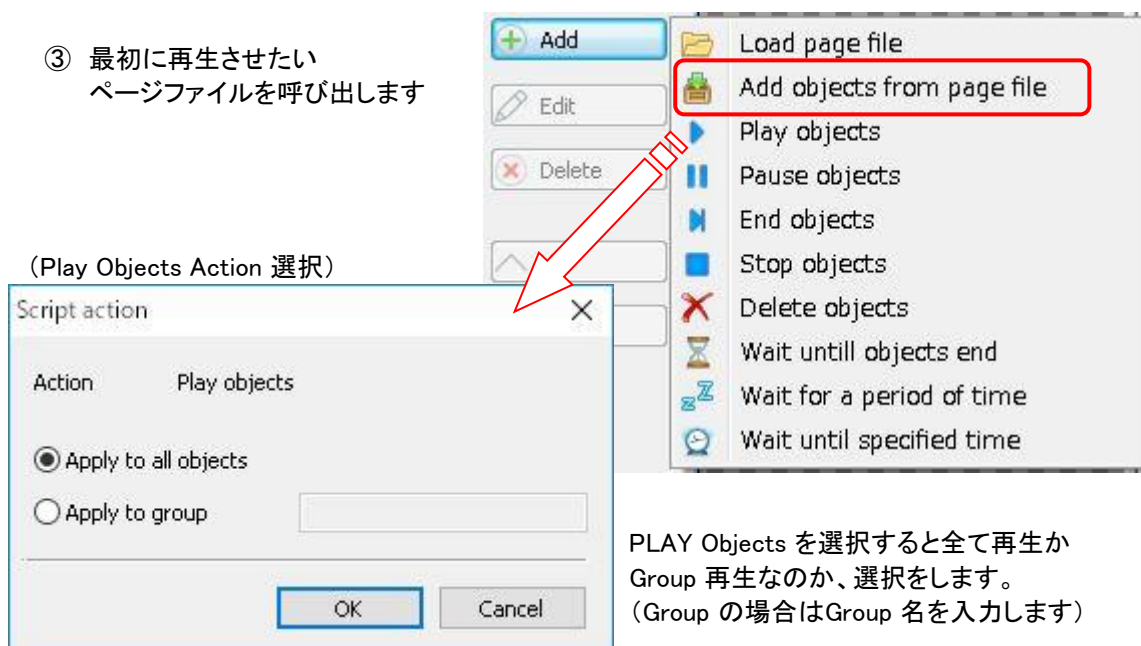 ③ 最初に再生させたい
ページファイルを呼び出します
Add
Edit
Delete
Load page file
Add objects from page file
Play objects
Pause objects
End objects
Stop objects
Delete objects
Wait untill objects end
Wait for a period of time
Wait until specified time
（Play Objects Action 選択）
Script action
Action Play objects
Apply to all objects
Apply to group
OK Cancel
PLAY Objects を選択すると全て再生か
Group 再生なのか、選択をします。
（Group の場合はGroup 名を入力します）